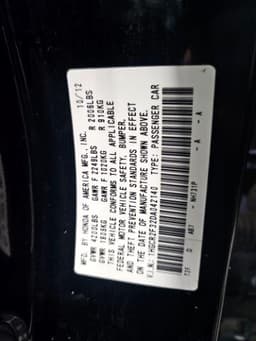 MFD. BY HONDA OF AMERICA MFG., INC. 10/12
GVWR 4200LBS GAWR F 2249LBS R 2006LBS
GVWR 1905KG GAWR F 1020KG R 910KG
THIS VEHICLE CONFORMS TO ALL APPLICABLE
FEDERAL MOTOR VEHICLE SAFETY, BUMPER,
AND THEFT PREVENTION STANDARDS IN EFFECT
ON THE DATE OF MANUFACTURE SHOWN ABOVE.
V.I.N.: TYPE: PASSENGER CAR
NH731P A - A